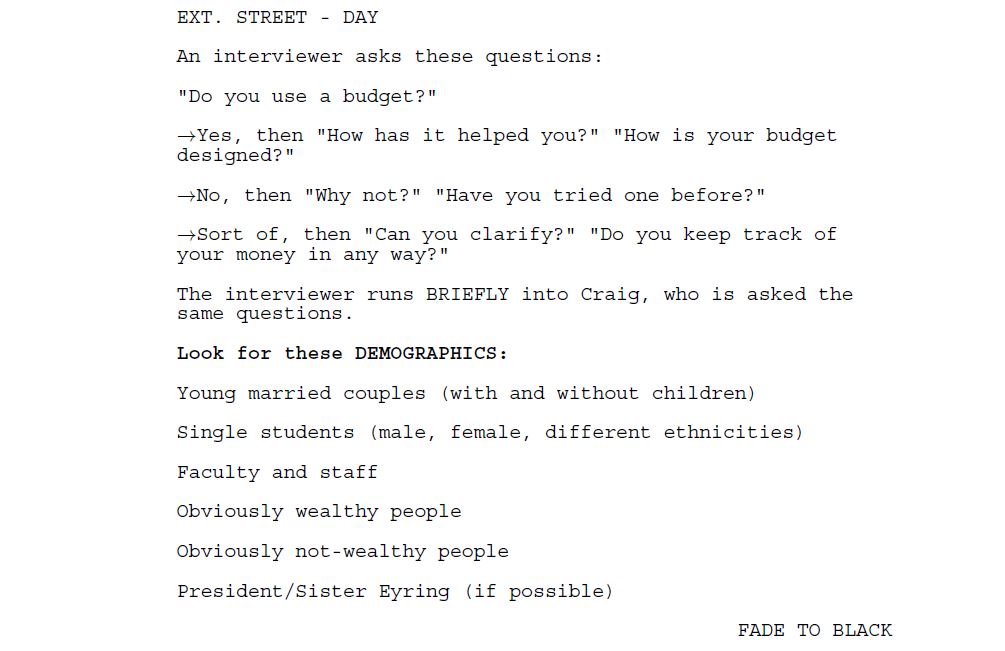 EXT. STREET - DAY
An interviewer asks these questions:
"Do you use a budget?"
→Yes, then "How has it helped you?" "How is your budget
designed?"
→No, then "Why not?" "Have you tried one before?"
→Sort of, then "Can you clarify?" "Do you keep track of
your money in any way?"
The interviewer runs BRIEFLY into Craig, who is asked the
same questions.
Look for these DEMOGRAPHICS:
Young married couples (with and without children)
Single students (male, female, different ethnicities)
Faculty and staff
Obviously wealthy people
Obviously not-wealthy people
President/Sister Eyring (if possible)
FADE TO BLACK